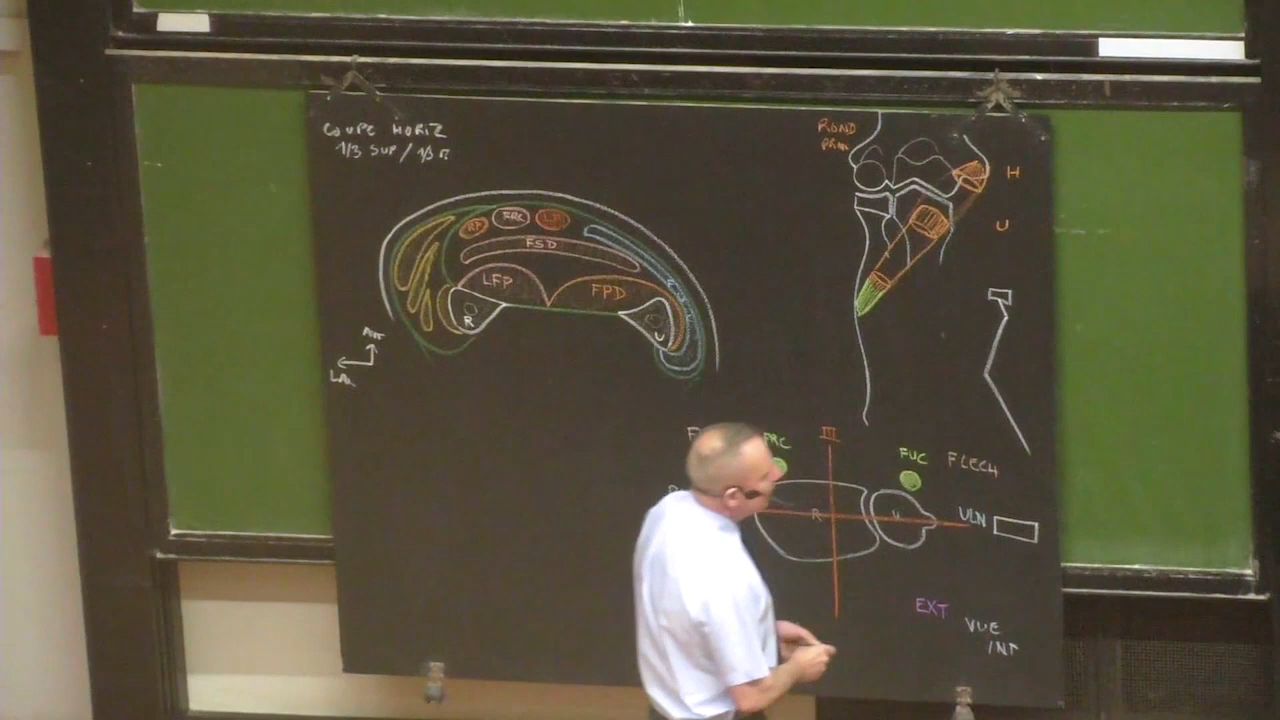 COUPE HORIZ
1/3 SUP / 1/3 M
ROND
PRON
H
U
RP
FRC
LP
FSD
LFP
FPD
R
U
ANT
LAT
III
FRC
FUC
FLECH
R
U
ULN
EXT
VUE
INF